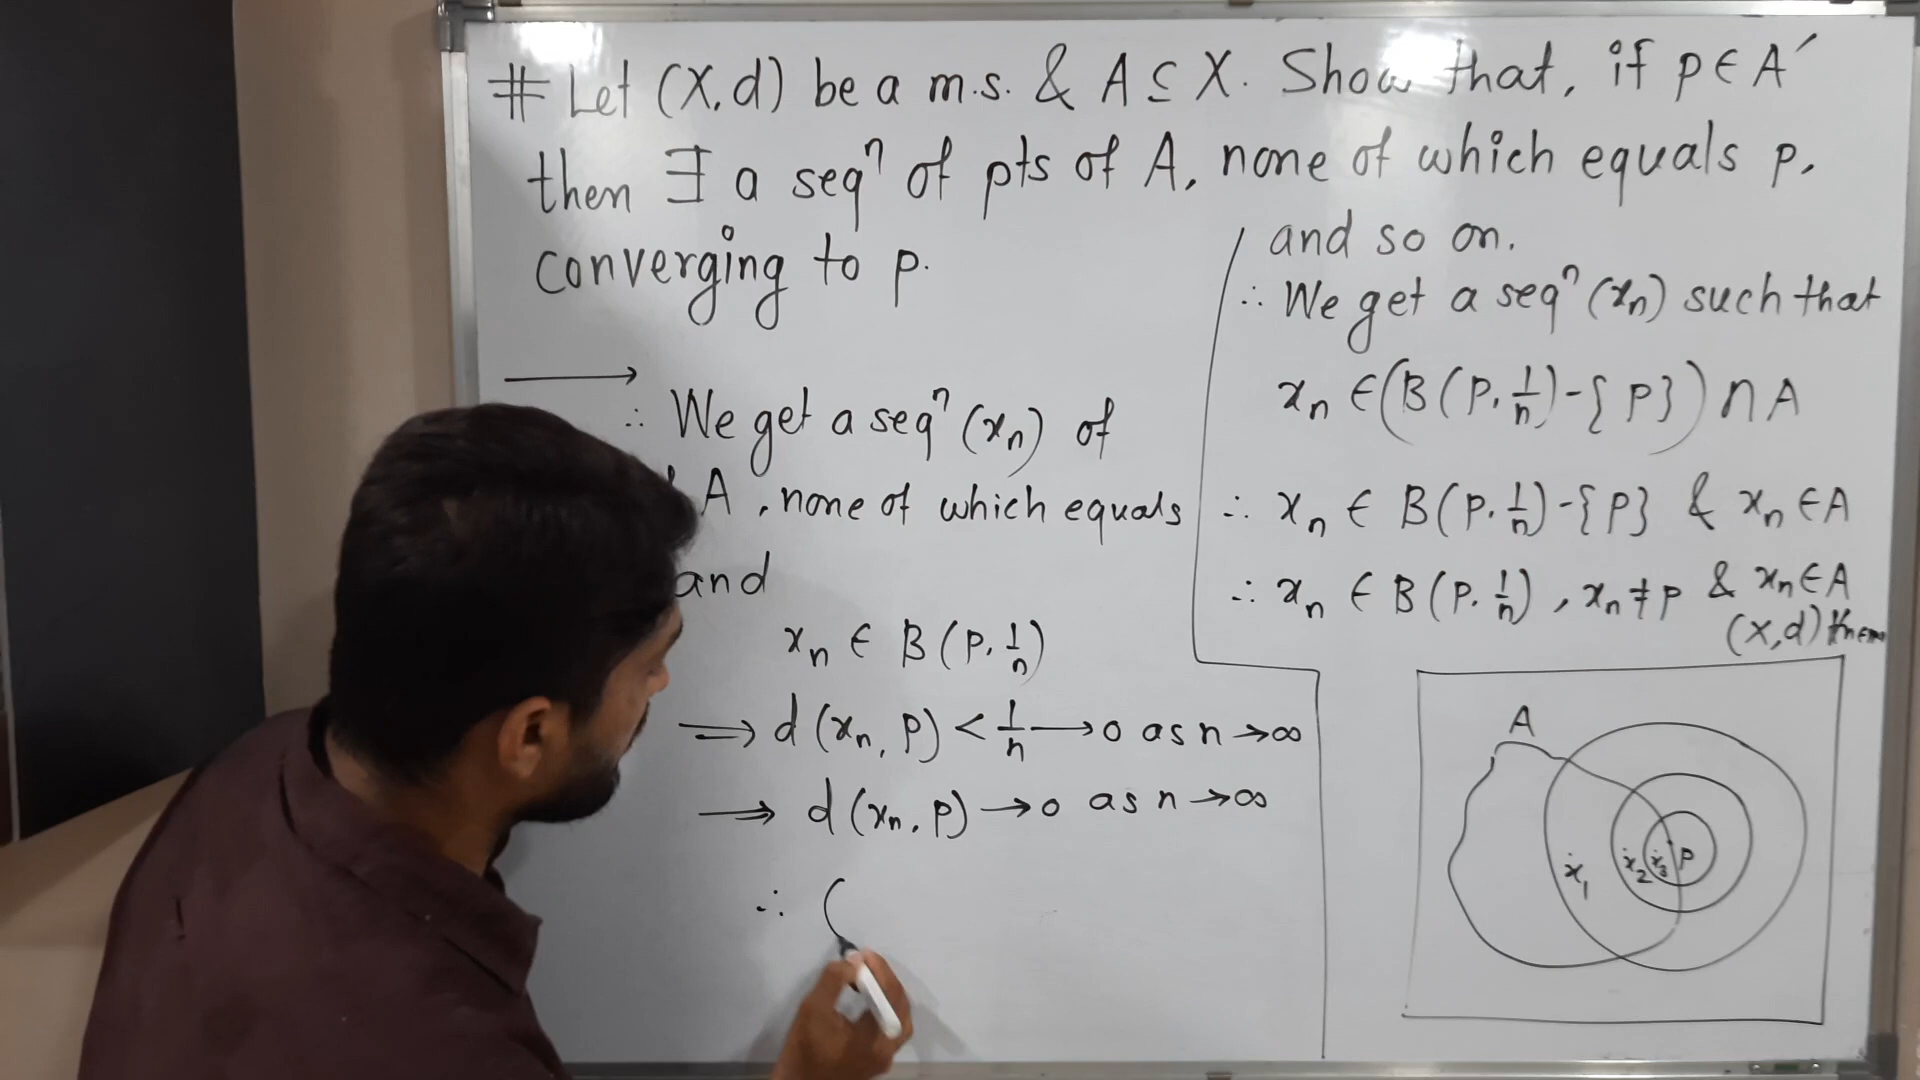 # Let (X,d) be a m.s. & A ⊆ X. Show that, if p ∈ A′
then ∃ a seqⁿ of pts of A, none of which equals p,
converging to p.
⟶
∴ We get a seqⁿ (xₙ) of
A, none of which equals
and
xₙ ∈ B(p, 1/n)
⟹ d(xₙ, p) < 1/n ⟶ 0 as n → ∞
⟹ d(xₙ, p) → 0 as n → ∞
∴ (
and so on.
∴ We get a seqⁿ (xₙ) such that
xₙ ∈ (B(p, 1/n) - {p}) ∩ A
∴ xₙ ∈ B(p, 1/n) - {p} & xₙ ∈ A
∴ xₙ ∈ B(p, 1/n), xₙ ≠ p & xₙ ∈ A
(X,d) then
A
x₁ x₂ x₃ p